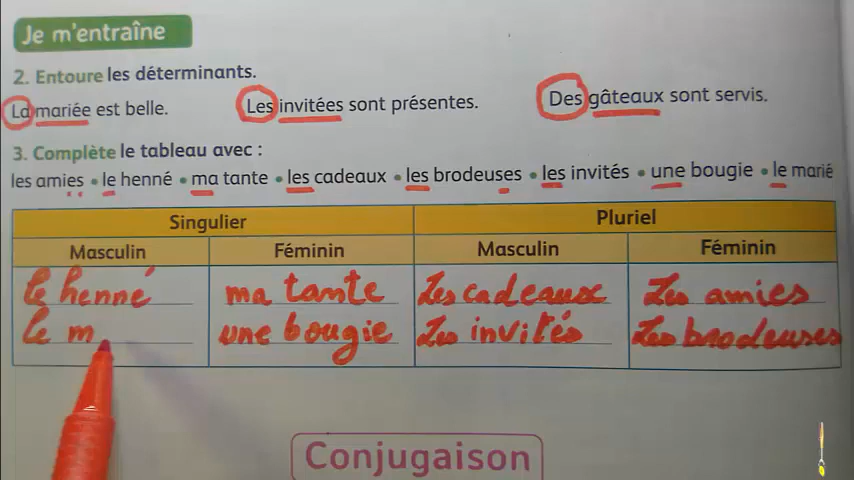 Je m'entraîne
2. Entoure les déterminants.
La mariée est belle. Les invitées sont présentes. Des gâteaux sont servis.
3. Complète le tableau avec :
les amies • le henné • ma tante • les cadeaux • les brodeuses • les invités • une bougie • le marié
Singulier Pluriel
Masculin Féminin Masculin Féminin
le henné ma tante Les cadeaux Les amies
le m une bougie Les invités Les brodeuses
Conjugaison